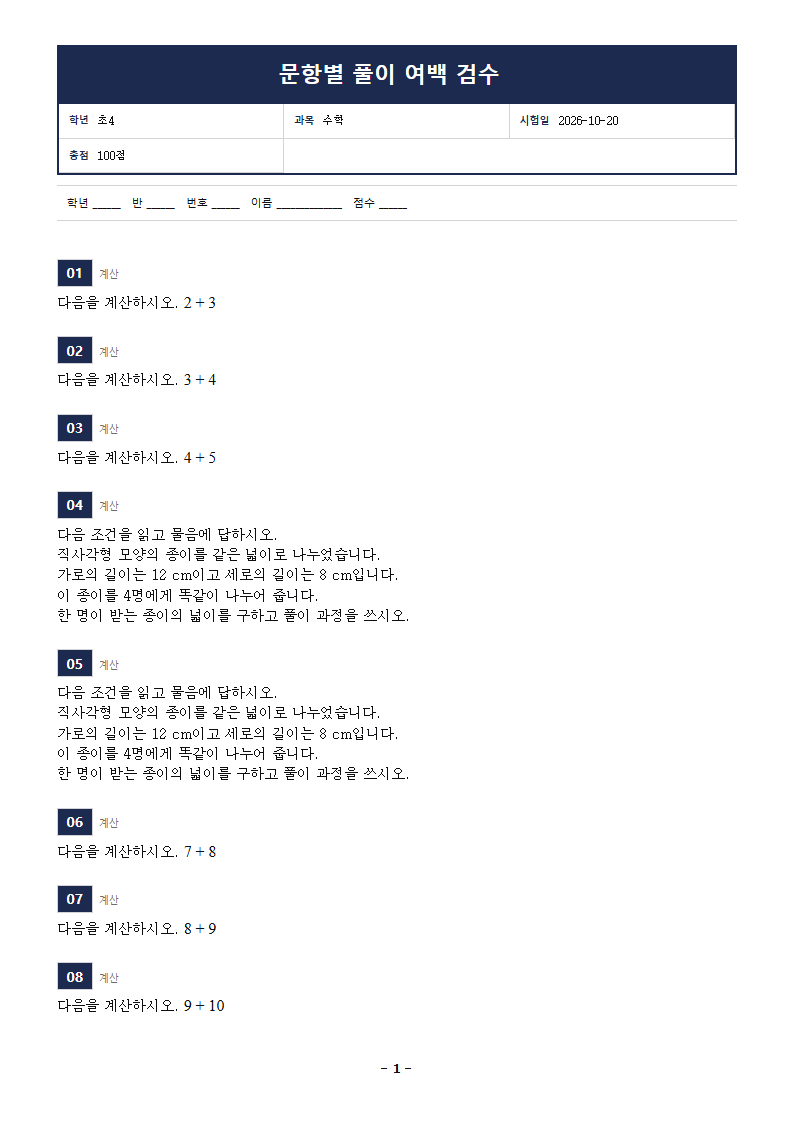 문항별 풀이 여백 검수
학년 초4 과목 수학 시험일 2026-10-20
총점 100점
학년 _____ 반 _____ 번호 _____ 이름 ____________ 점수 _____
01 계산
다음을 계산하시오. 2 + 3
02 계산
다음을 계산하시오. 3 + 4
03 계산
다음을 계산하시오. 4 + 5
04 계산
다음 조건을 읽고 물음에 답하시오.
직사각형 모양의 종이를 같은 넓이로 나누었습니다.
가로의 길이는 12 cm이고 세로의 길이는 8 cm입니다.
이 종이를 4명에게 똑같이 나누어 줍니다.
한 명이 받는 종이의 넓이를 구하고 풀이 과정을 쓰시오.
05 계산
다음 조건을 읽고 물음에 답하시오.
직사각형 모양의 종이를 같은 넓이로 나누었습니다.
가로의 길이는 12 cm이고 세로의 길이는 8 cm입니다.
이 종이를 4명에게 똑같이 나누어 줍니다.
한 명이 받는 종이의 넓이를 구하고 풀이 과정을 쓰시오.
06 계산
다음을 계산하시오. 7 + 8
07 계산
다음을 계산하시오. 8 + 9
08 계산
다음을 계산하시오. 9 + 10
- 1 -